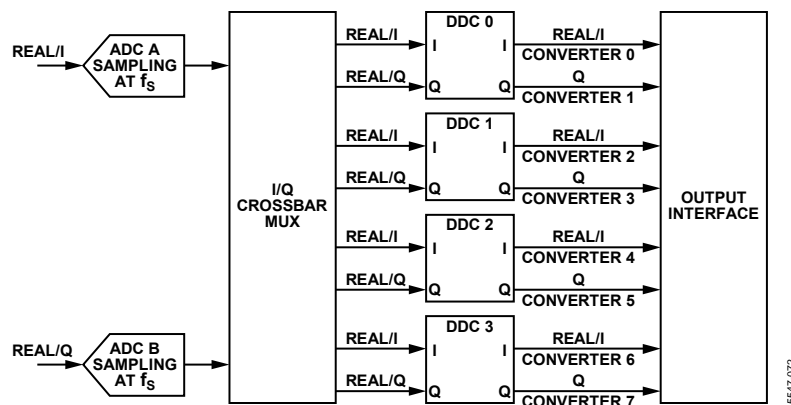 REAL/I
ADC A
SAMPLING
AT fS
REAL/Q
ADC B
SAMPLING
AT fS
I/Q
CROSSBAR
MUX
REAL/I
REAL/Q
DDC 0
I
I
Q
Q
REAL/I
CONVERTER 0
Q
CONVERTER 1
REAL/I
REAL/Q
DDC 1
I
I
Q
Q
REAL/I
CONVERTER 2
Q
CONVERTER 3
REAL/I
REAL/Q
DDC 2
I
I
Q
Q
REAL/I
CONVERTER 4
Q
CONVERTER 5
REAL/I
REAL/Q
DDC 3
I
I
Q
Q
REAL/I
CONVERTER 6
Q
CONVERTER 7
OUTPUT
INTERFACE